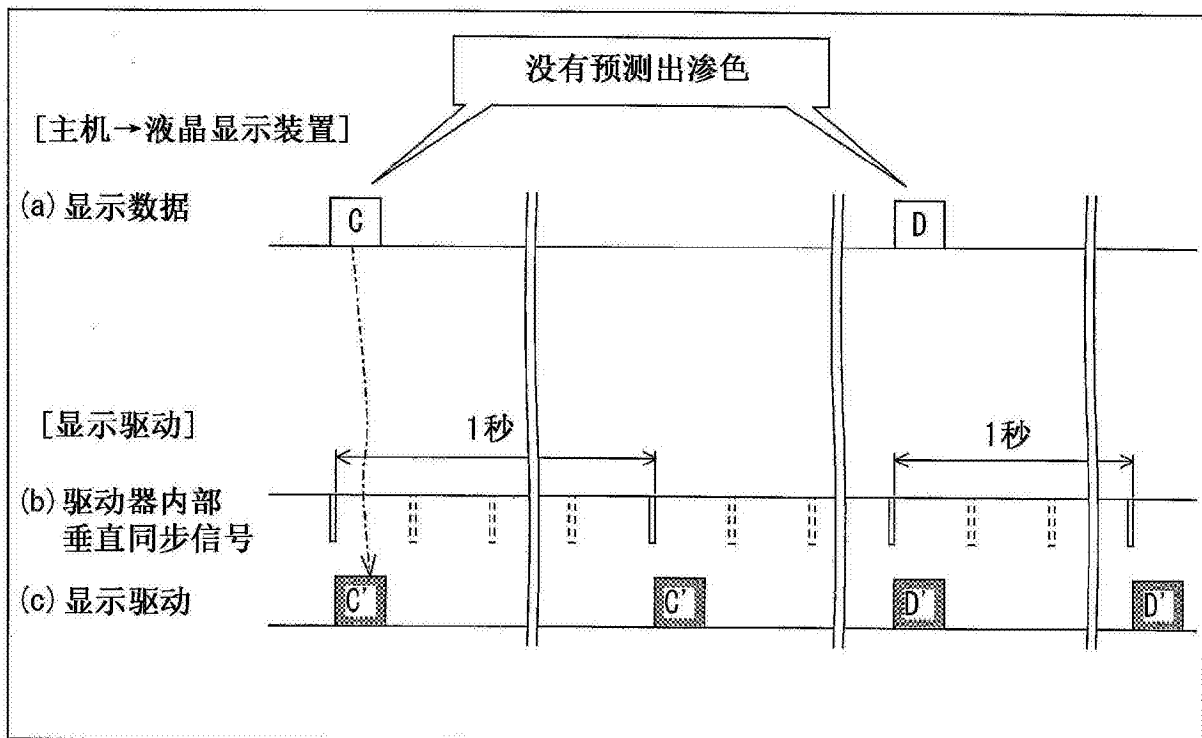 没有预测出渗色
[主机→液晶显示装置]
(a) 显示数据
C
D
[显示驱动]
1秒
1秒
(b) 驱动器内部
垂直同步信号
(c) 显示驱动
C'
C'
D'
D'